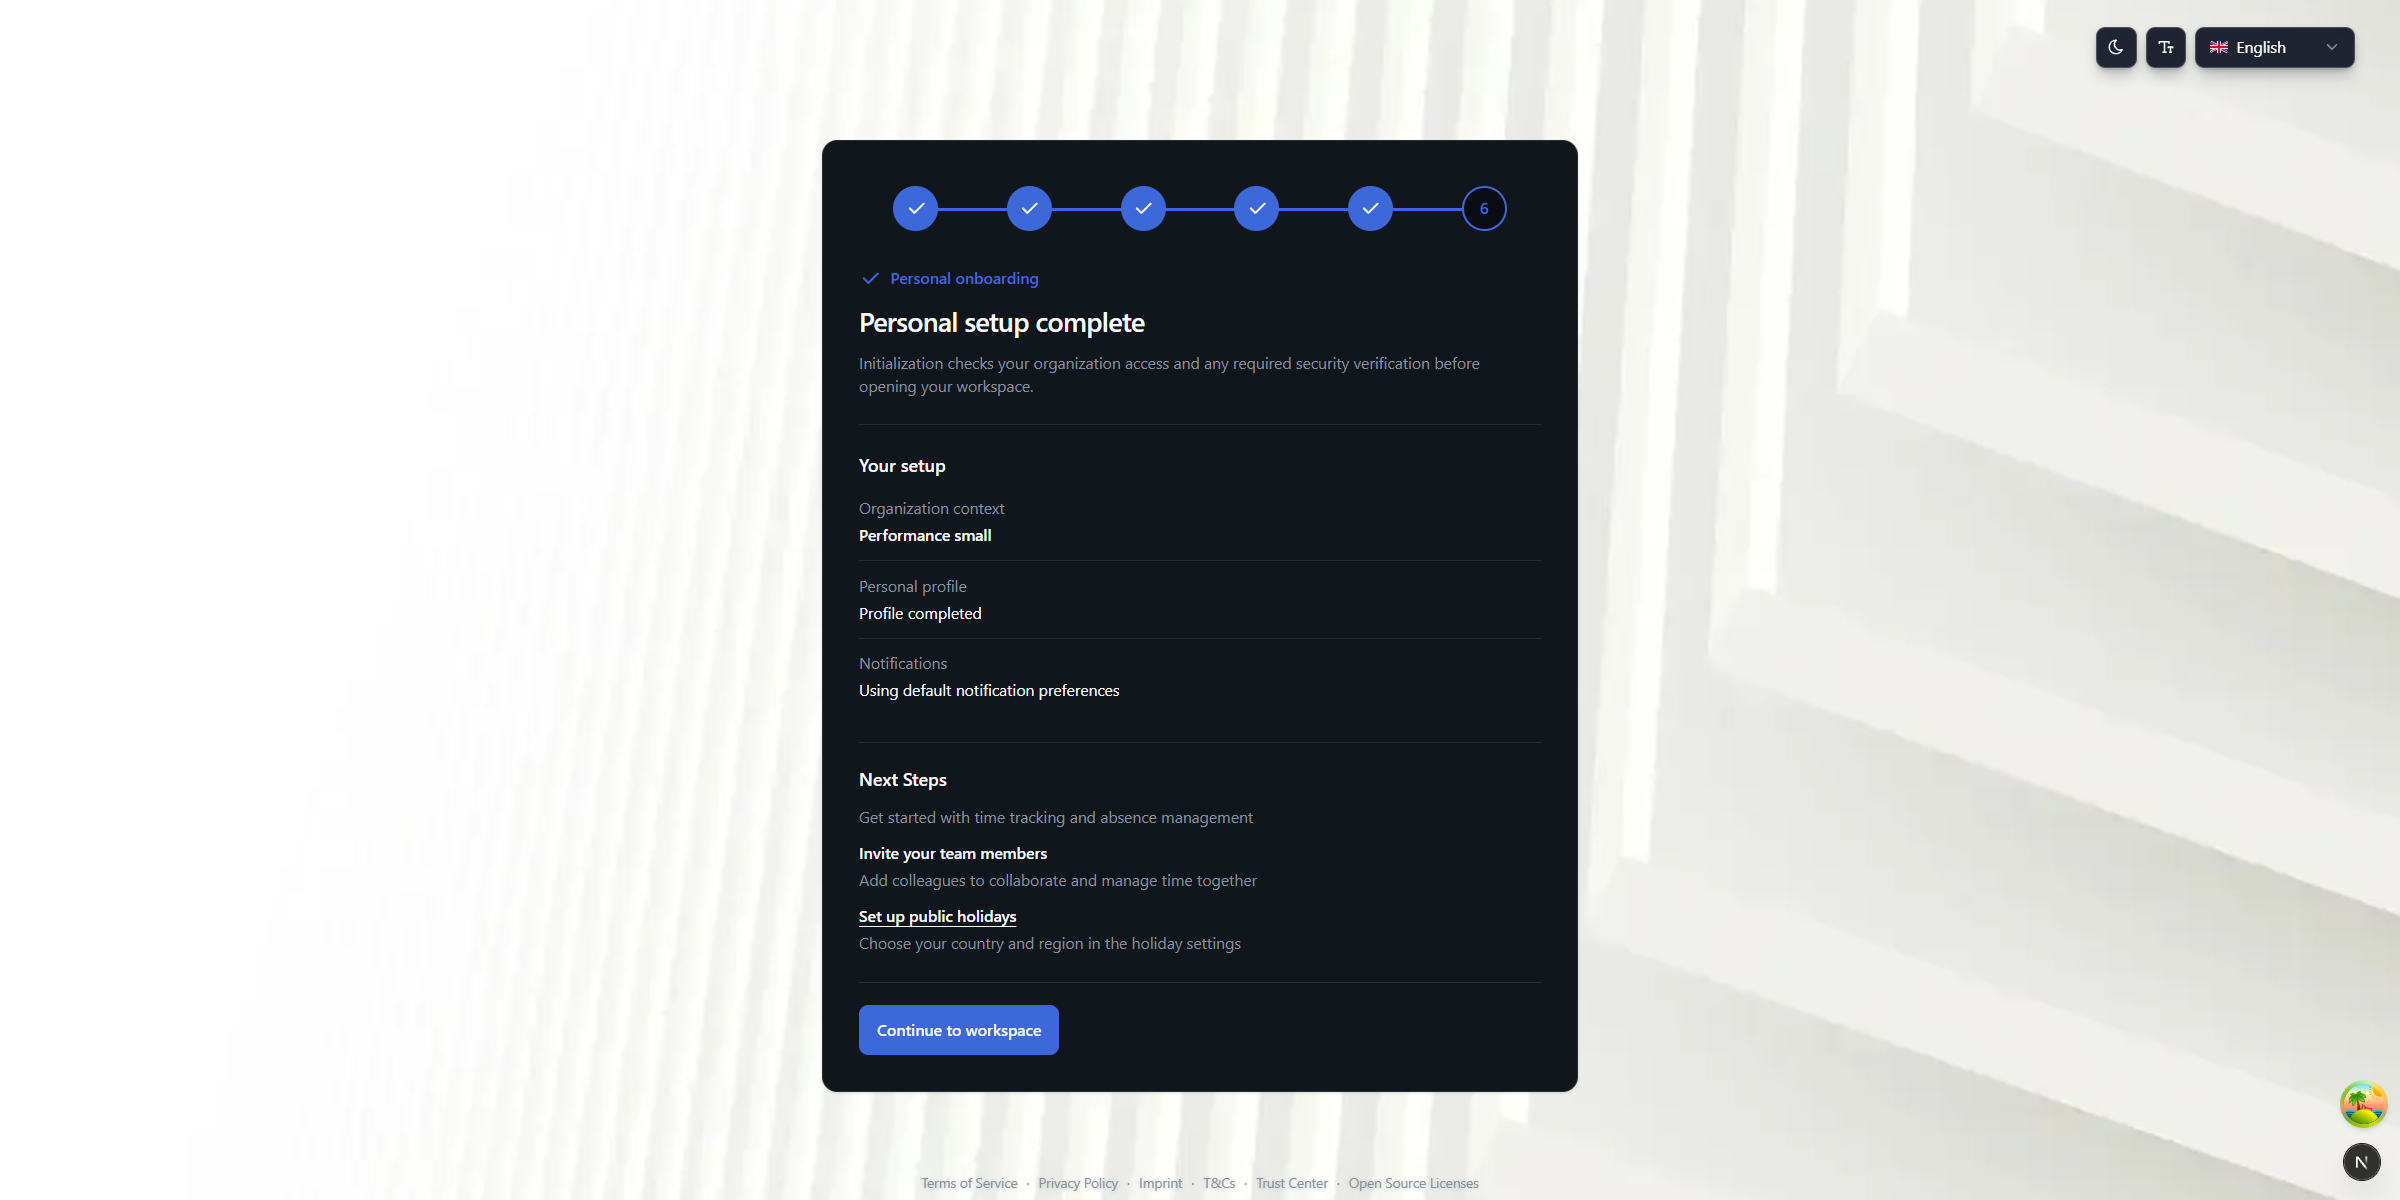 English
6
Personal onboarding
Personal setup complete
Initialization checks your organization access and any required security verification before
opening your workspace.
Your setup
Organization context
Performance small
Personal profile
Profile completed
Notifications
Using default notification preferences
Next Steps
Get started with time tracking and absence management
Invite your team members
Add colleagues to collaborate and manage time together
Set up public holidays
Choose your country and region in the holiday settings
Continue to workspace
N
Terms of Service · Privacy Policy · Imprint · T&Cs · Trust Center · Open Source Licenses